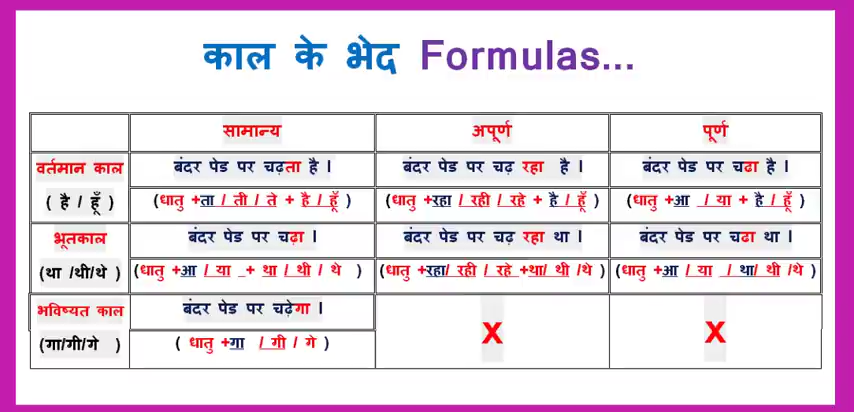 काल के भेद Formulas...
सामान्य अपूर्ण पूर्ण
वर्तमान काल बंदर पेड पर चढ़ता है । बंदर पेड पर चढ़ रहा है । बंदर पेड पर चढा है ।
( है / हूँ ) (धातु +ता / ती / ते + है / हूँ ) (धातु +रहा / रही / रहे + है / हूँ ) (धातु +आ / या + है / हूँ )
भूतकाल बंदर पेड पर चढ़ा । बंदर पेड पर चढ़ रहा था । बंदर पेड पर चढा था ।
(था /थी/थे ) (धातु +आ / या + था / थी / थे ) (धातु +रहा/ रही / रहे +था/ थी /थे ) (धातु +आ / या / था/ थी /थे )
भविष्यत काल बंदर पेड पर चढ़ेगा । X X
(गा/गी/गे ) ( धातु +गा / गी / गे )